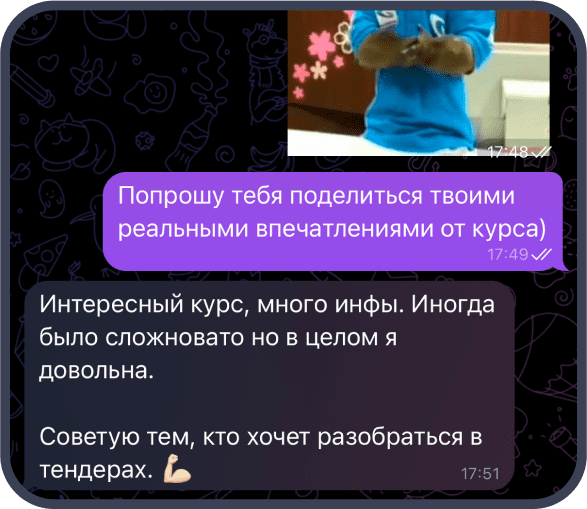 17:48
Попрошу тебя поделиться твоими
реальными впечатлениями от курса)
17:49
Интересный курс, много инфы. Иногда
было сложновато но в целом я
довольна.
Советую тем, кто хочет разобраться в
тендерах. 💪🏻
17:51